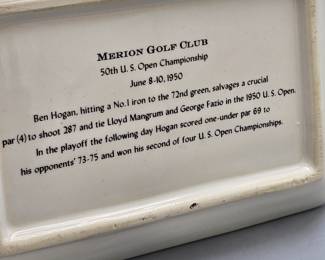 MERION GOLF CLUB
50th U. S. Open Championship
June 8-10, 1950
Ben Hogan, hitting a No. 1 iron to the 72nd green, salvages a crucial
par (4) to shoot 287 and tie Lloyd Mangrum and George Fazio in the 1950 U. S. Open.
In the playoff the following day Hogan scored one-under par 69 to
his opponents' 73-75 and won his second of four U. S. Open Championships.